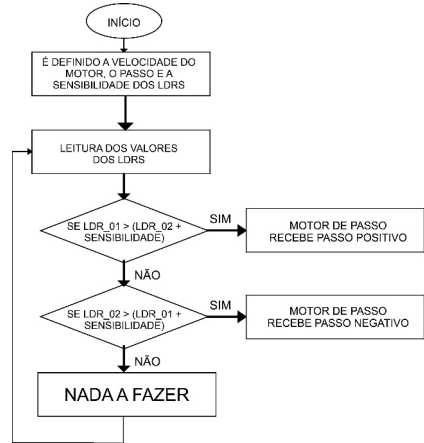 INÍCIO
É DEFINIDO A VELOCIDADE DO
MOTOR, O PASSO E A
SENSIBILIDADE DOS LDRS
LEITURA DOS VALORES
DOS LDRS
SE LDR_01 > (LDR_02 +
SENSIBILIDADE)
SIM
MOTOR DE PASSO
RECEBE PASSO POSITIVO
NÃO
SE LDR_02 > (LDR_01 +
SENSIBILIDADE)
SIM
MOTOR DE PASSO
RECEBE PASSO NEGATIVO
NÃO
NADA A FAZER